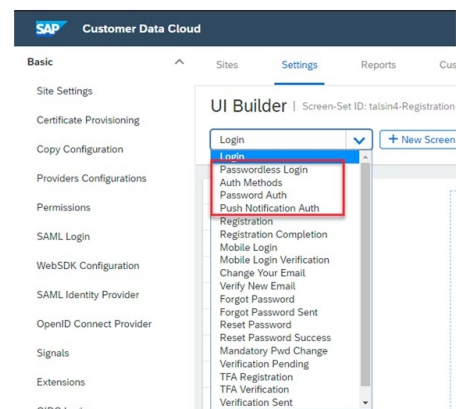 SAP Customer Data Cloud
Basic
Site Settings
Certificate Provisioning
Copy Configuration
Providers Configurations
Permissions
SAML Login
WebSDK Configuration
SAML Identity Provider
OpenID Connect Provider
Signals
Extensions
Sites Settings Reports Cus
UI Builder | Screen-Set ID: talsin4-Registration
Login + New Screen
Login
Passwordless Login
Auth Methods
Password Auth
Push Notification Auth
Registration
Registration Completion
Mobile Login
Mobile Login Verification
Change Your Email
Verify New Email
Forgot Password
Forgot Password Sent
Reset Password
Reset Password Success
Mandatory Pwd Change
Verification Pending
TFA Registration
TFA Verification
Verification Sent